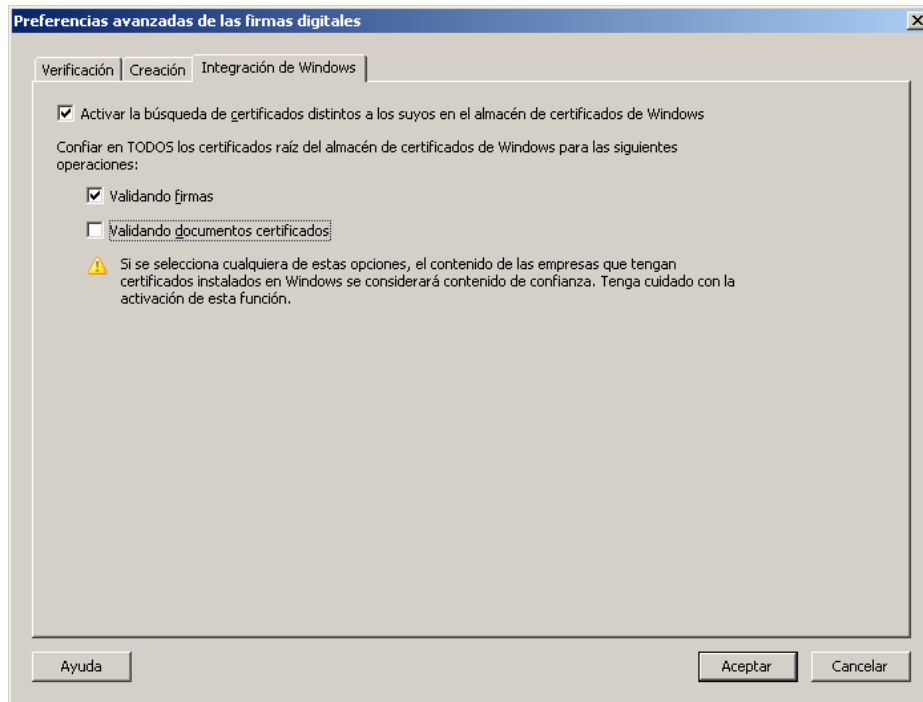 Preferencias avanzadas de las firmas digitales
Verificación
Creación
Integración de Windows
Activar la búsqueda de certificados distintos a los suyos en el almacén de certificados de Windows
Confiar en TODOS los certificados raíz del almacén de certificados de Windows para las siguientes
operaciones:
Validando firmas
Validando documentos certificados
Si se selecciona cualquiera de estas opciones, el contenido de las empresas que tengan
certificados instalados en Windows se considerará contenido de confianza. Tenga cuidado con la
activación de esta función.
Ayuda
Aceptar
Cancelar